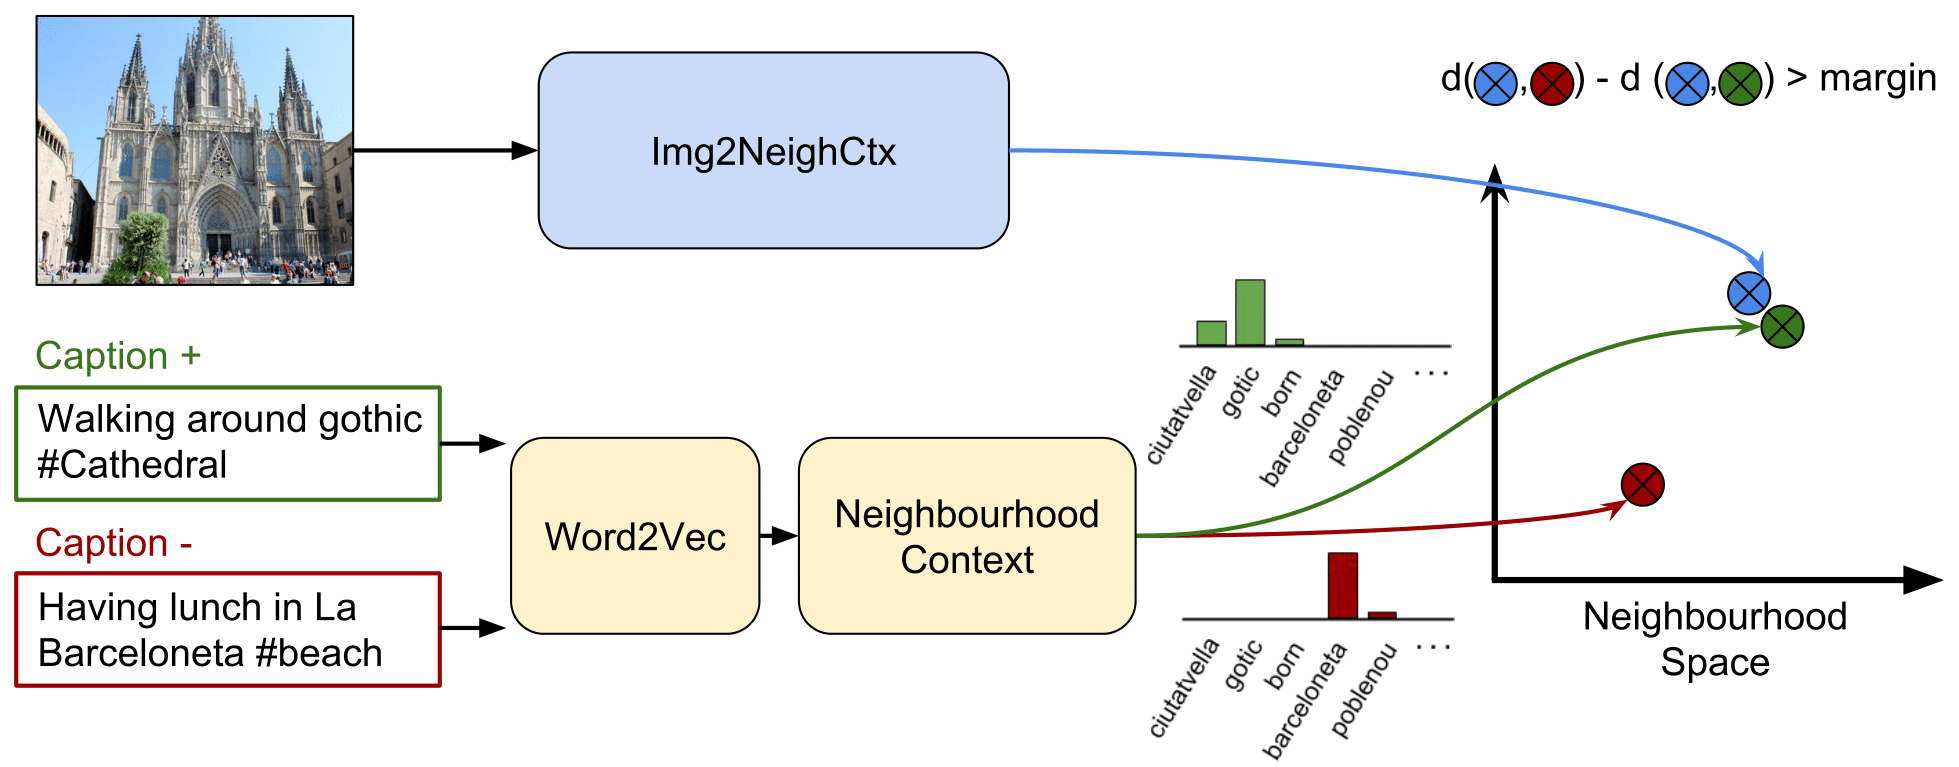 Img2NeighCtx
d( , ) - d ( , ) > margin
Caption +
Walking around gothic
#Cathedral
Caption -
Having lunch in La
Barceloneta #beach
Word2Vec
Neighbourhood
Context
ciutatvella
gotic
born
barceloneta
poblenou
...
ciutatvella
gotic
born
barceloneta
poblenou
...
Neighbourhood
Space